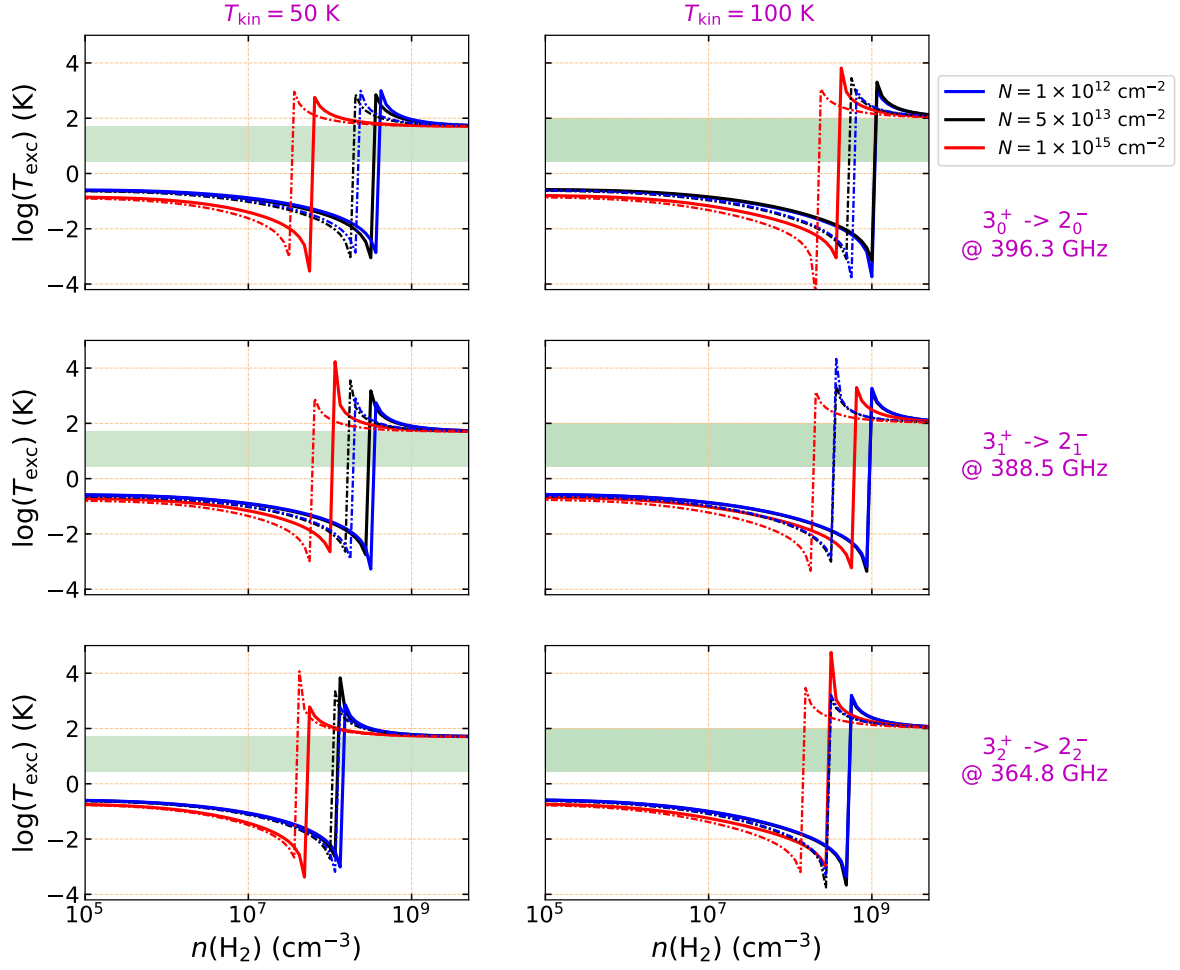 T_kin = 50 K
T_kin = 100 K
log(T_exc) (K)
4
2
0
−2
−4
N = 1 × 10^12 cm^−2
N = 5 × 10^13 cm^−2
N = 1 × 10^15 cm^−2
3_0^+ -> 2_0^−
@ 396.3 GHz
log(T_exc) (K)
4
2
0
−2
−4
3_1^+ -> 2_1^−
@ 388.5 GHz
log(T_exc) (K)
4
2
0
−2
−4
3_2^+ -> 2_2^−
@ 364.8 GHz
10^5
10^7
10^9
10^5
10^7
10^9
n(H_2) (cm^−3)
n(H_2) (cm^−3)